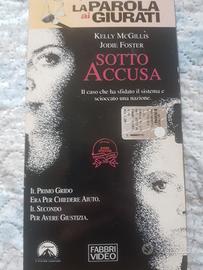 LA PAROLA
ai GIURATI
KELLY MCGILLIS
JODIE FOSTER
SOTTO
ACCUSA
Il caso che ha sfidato il sistema e
scioccato una nazione.
IL PRIMO GRIDO
ERA PER CHIEDERE AIUTO.
IL SECONDO
PER AVERE GIUSTIZIA.
FABBRI
VIDEO